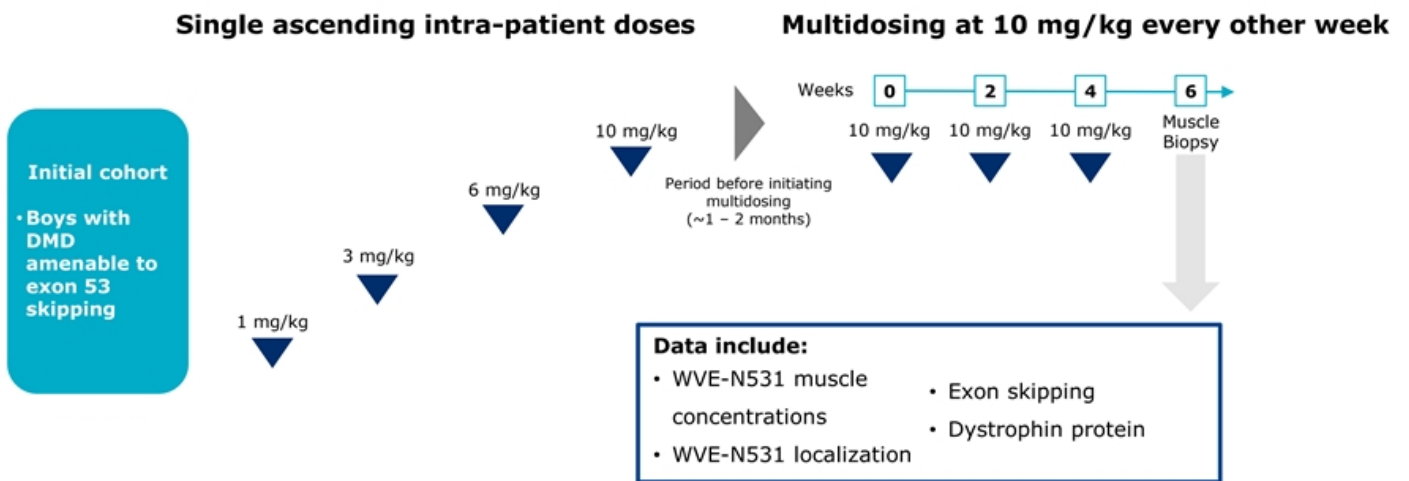 Single ascending intra-patient doses
Multidosing at 10 mg/kg every other week
Weeks 0 2 4 6
10 mg/kg 10 mg/kg 10 mg/kg
Muscle
Biopsy
Initial cohort
• Boys with
DMD
amenable to
exon 53
skipping
1 mg/kg
3 mg/kg
6 mg/kg
10 mg/kg
Period before initiating
multidosing
(~1 – 2 months)
Data include:
• WVE-N531 muscle
concentrations
• WVE-N531 localization
• Exon skipping
• Dystrophin protein